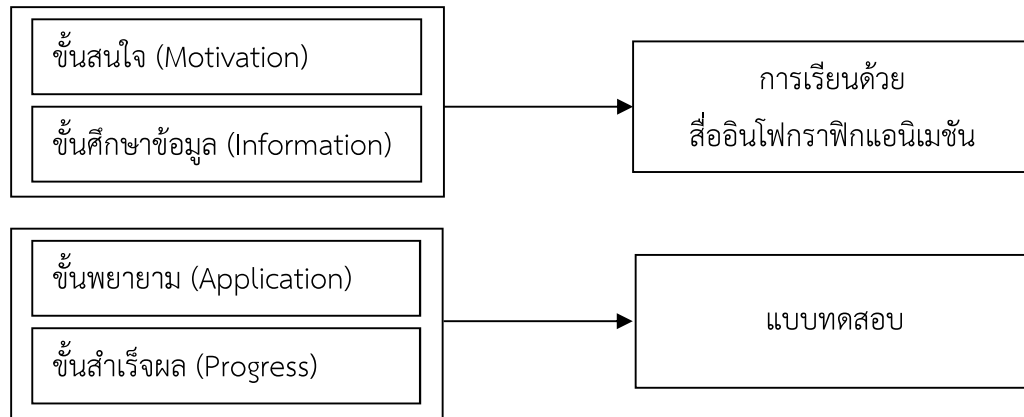 ขั้นสนใจ (Motivation)
ขั้นศึกษาข้อมูล (Information)
การเรียนด้วย
สื่ออินโฟกราฟิกแอนิเมชัน
ขั้นพยายาม (Application)
ขั้นสำเร็จผล (Progress)
แบบทดสอบ